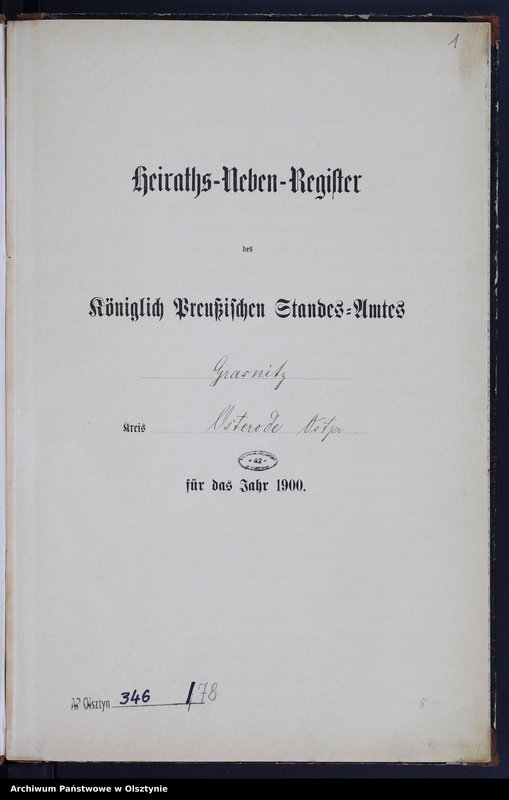 1
Heiraths-Neben-Register
des
Königlich Preußischen Standes-Amtes
Grasnitz
Kreis Osterode Ostpr
42
für das Jahr 1900.
AP Olsztyn 346 / 78
8
Archiwum Państwowe w Olsztynie